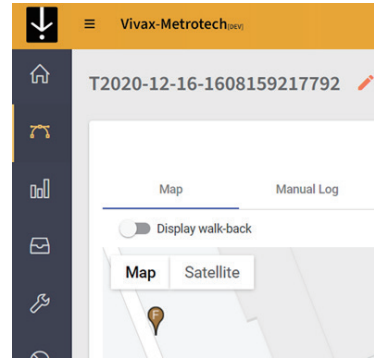 Vivax-Metrotech[DEV]
T2020-12-16-1608159217792
Map Manual Log
Display walk-back
Map Satellite
F